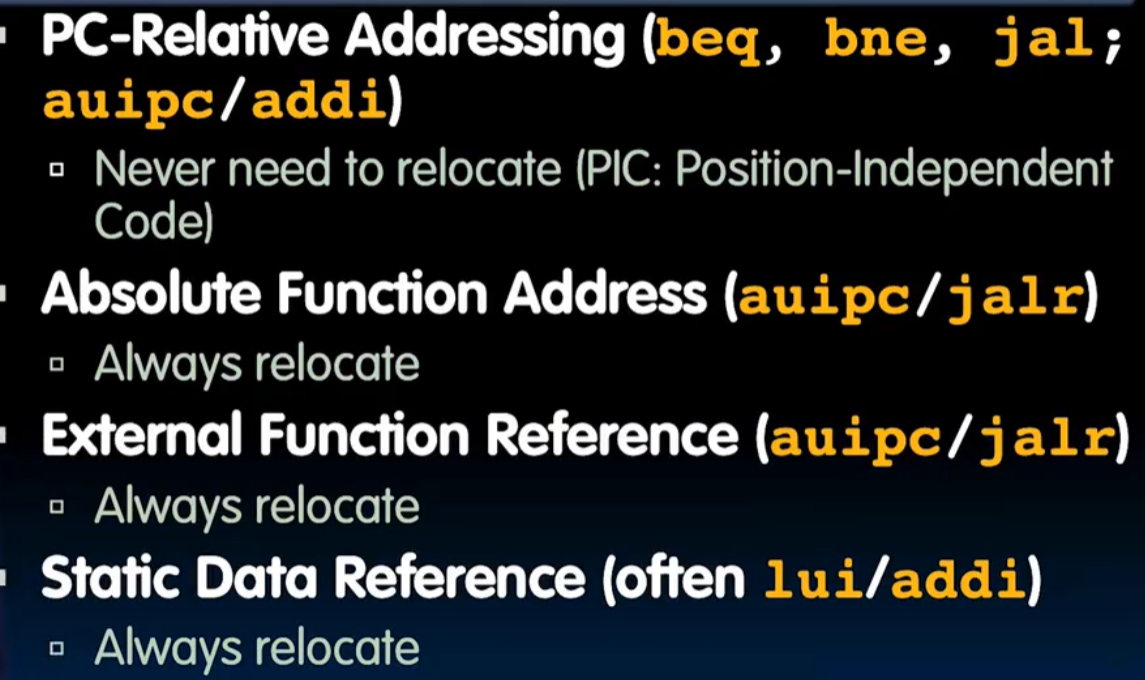 PC-Relative Addressing (beq, bne, jal;
auipc/addi)
Never need to relocate (PIC: Position-Independent
Code)
Absolute Function Address (auipc/jalr)
Always relocate
External Function Reference (auipc/jalr)
Always relocate
Static Data Reference (often lui/addi)
Always relocate